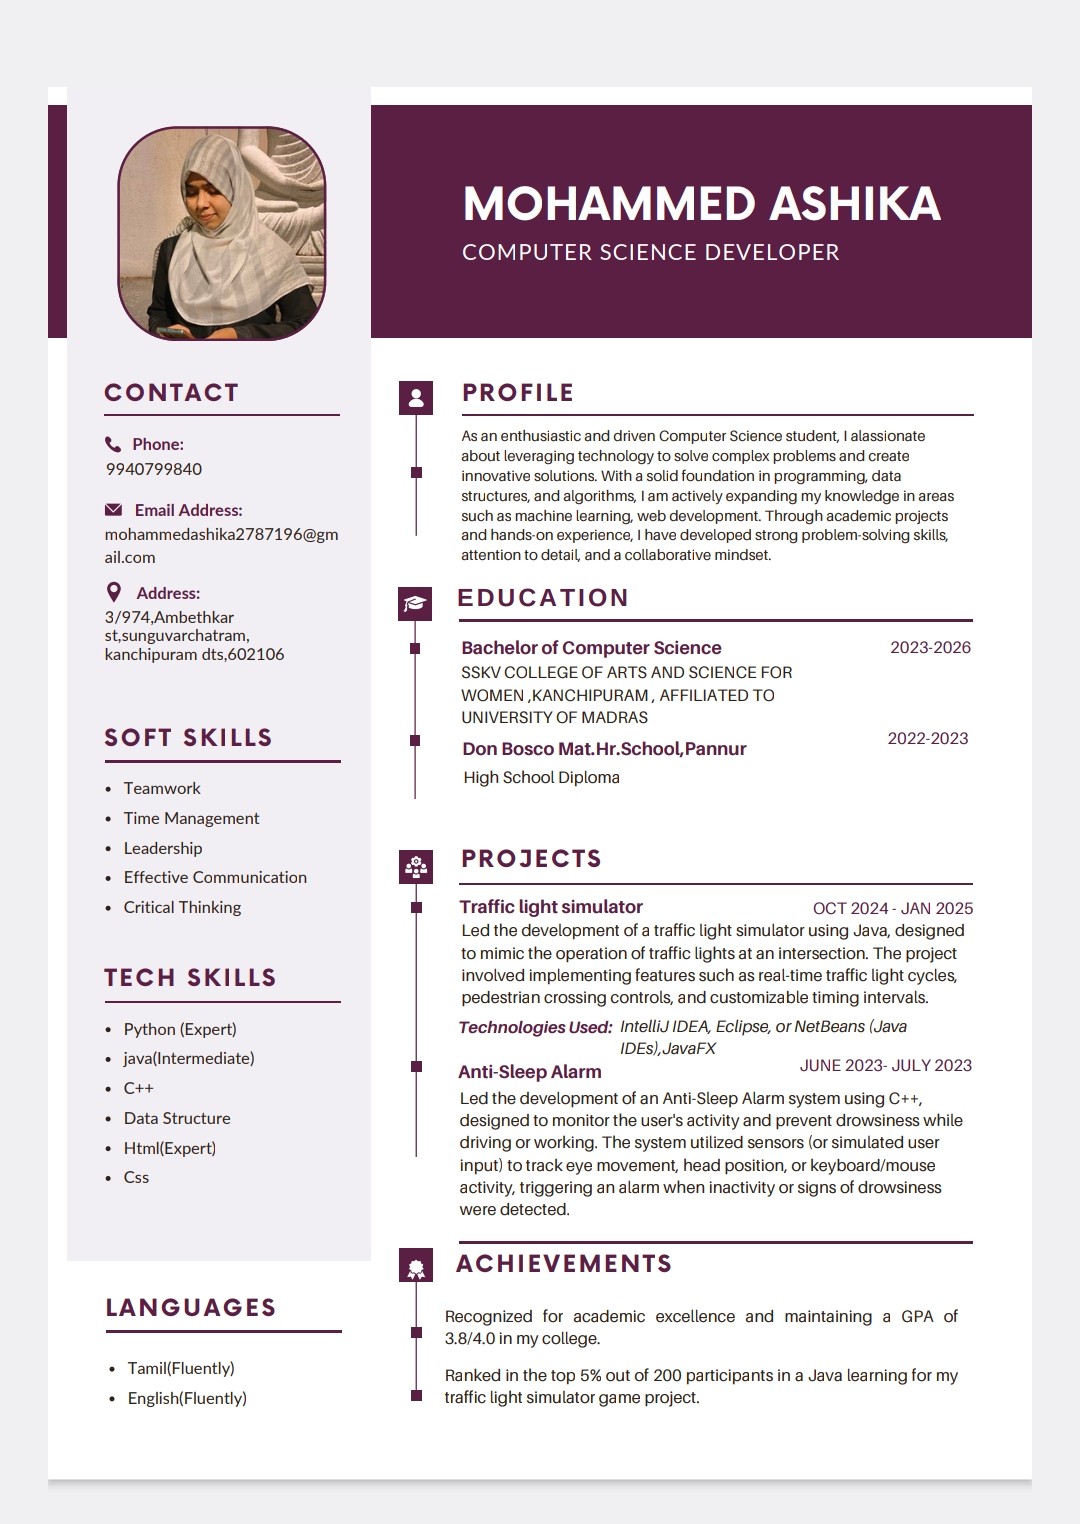 MOHAMMED ASHIKA
COMPUTER SCIENCE DEVELOPER
CONTACT
Phone:
9940799840
Email Address:
mohammedashika2787196@gm
ail.com
Address:
3/974,Ambethkar
st,sunguvarchatram,
kanchipuram dts,602106
SOFT SKILLS
• Teamwork
• Time Management
• Leadership
• Effective Communication
• Critical Thinking
TECH SKILLS
• Python (Expert)
• java(Intermediate)
• C++
• Data Structure
• Html(Expert)
• Css
LANGUAGES
• Tamil(Fluently)
• English(Fluently)
PROFILE
As an enthusiastic and driven Computer Science student, I alassionate
about leveraging technology to solve complex problems and create
innovative solutions. With a solid foundation in programming, data
structures, and algorithms, I am actively expanding my knowledge in areas
such as machine learning, web development. Through academic projects
and hands-on experience, I have developed strong problem-solving skills,
attention to detail, and a collaborative mindset.
EDUCATION
Bachelor of Computer Science 2023-2026
SSKV COLLEGE OF ARTS AND SCIENCE FOR
WOMEN ,KANCHIPURAM , AFFILIATED TO
UNIVERSITY OF MADRAS
Don Bosco Mat.Hr.School,Pannur 2022-2023
High School Diploma
PROJECTS
Traffic light simulator OCT 2024 - JAN 2025
Led the development of a traffic light simulator using Java, designed
to mimic the operation of traffic lights at an intersection. The project
involved implementing features such as real-time traffic light cycles,
pedestrian crossing controls, and customizable timing intervals.
Technologies Used: IntelliJ IDEA, Eclipse, or NetBeans (Java
IDEs),JavaFX
Anti-Sleep Alarm JUNE 2023- JULY 2023
Led the development of an Anti-Sleep Alarm system using C++,
designed to monitor the user's activity and prevent drowsiness while
driving or working. The system utilized sensors (or simulated user
input) to track eye movement, head position, or keyboard/mouse
activity, triggering an alarm when inactivity or signs of drowsiness
were detected.
ACHIEVEMENTS
Recognized for academic excellence and maintaining a GPA of
3.8/4.0 in my college.
Ranked in the top 5% out of 200 participants in a Java learning for my
traffic light simulator game project.